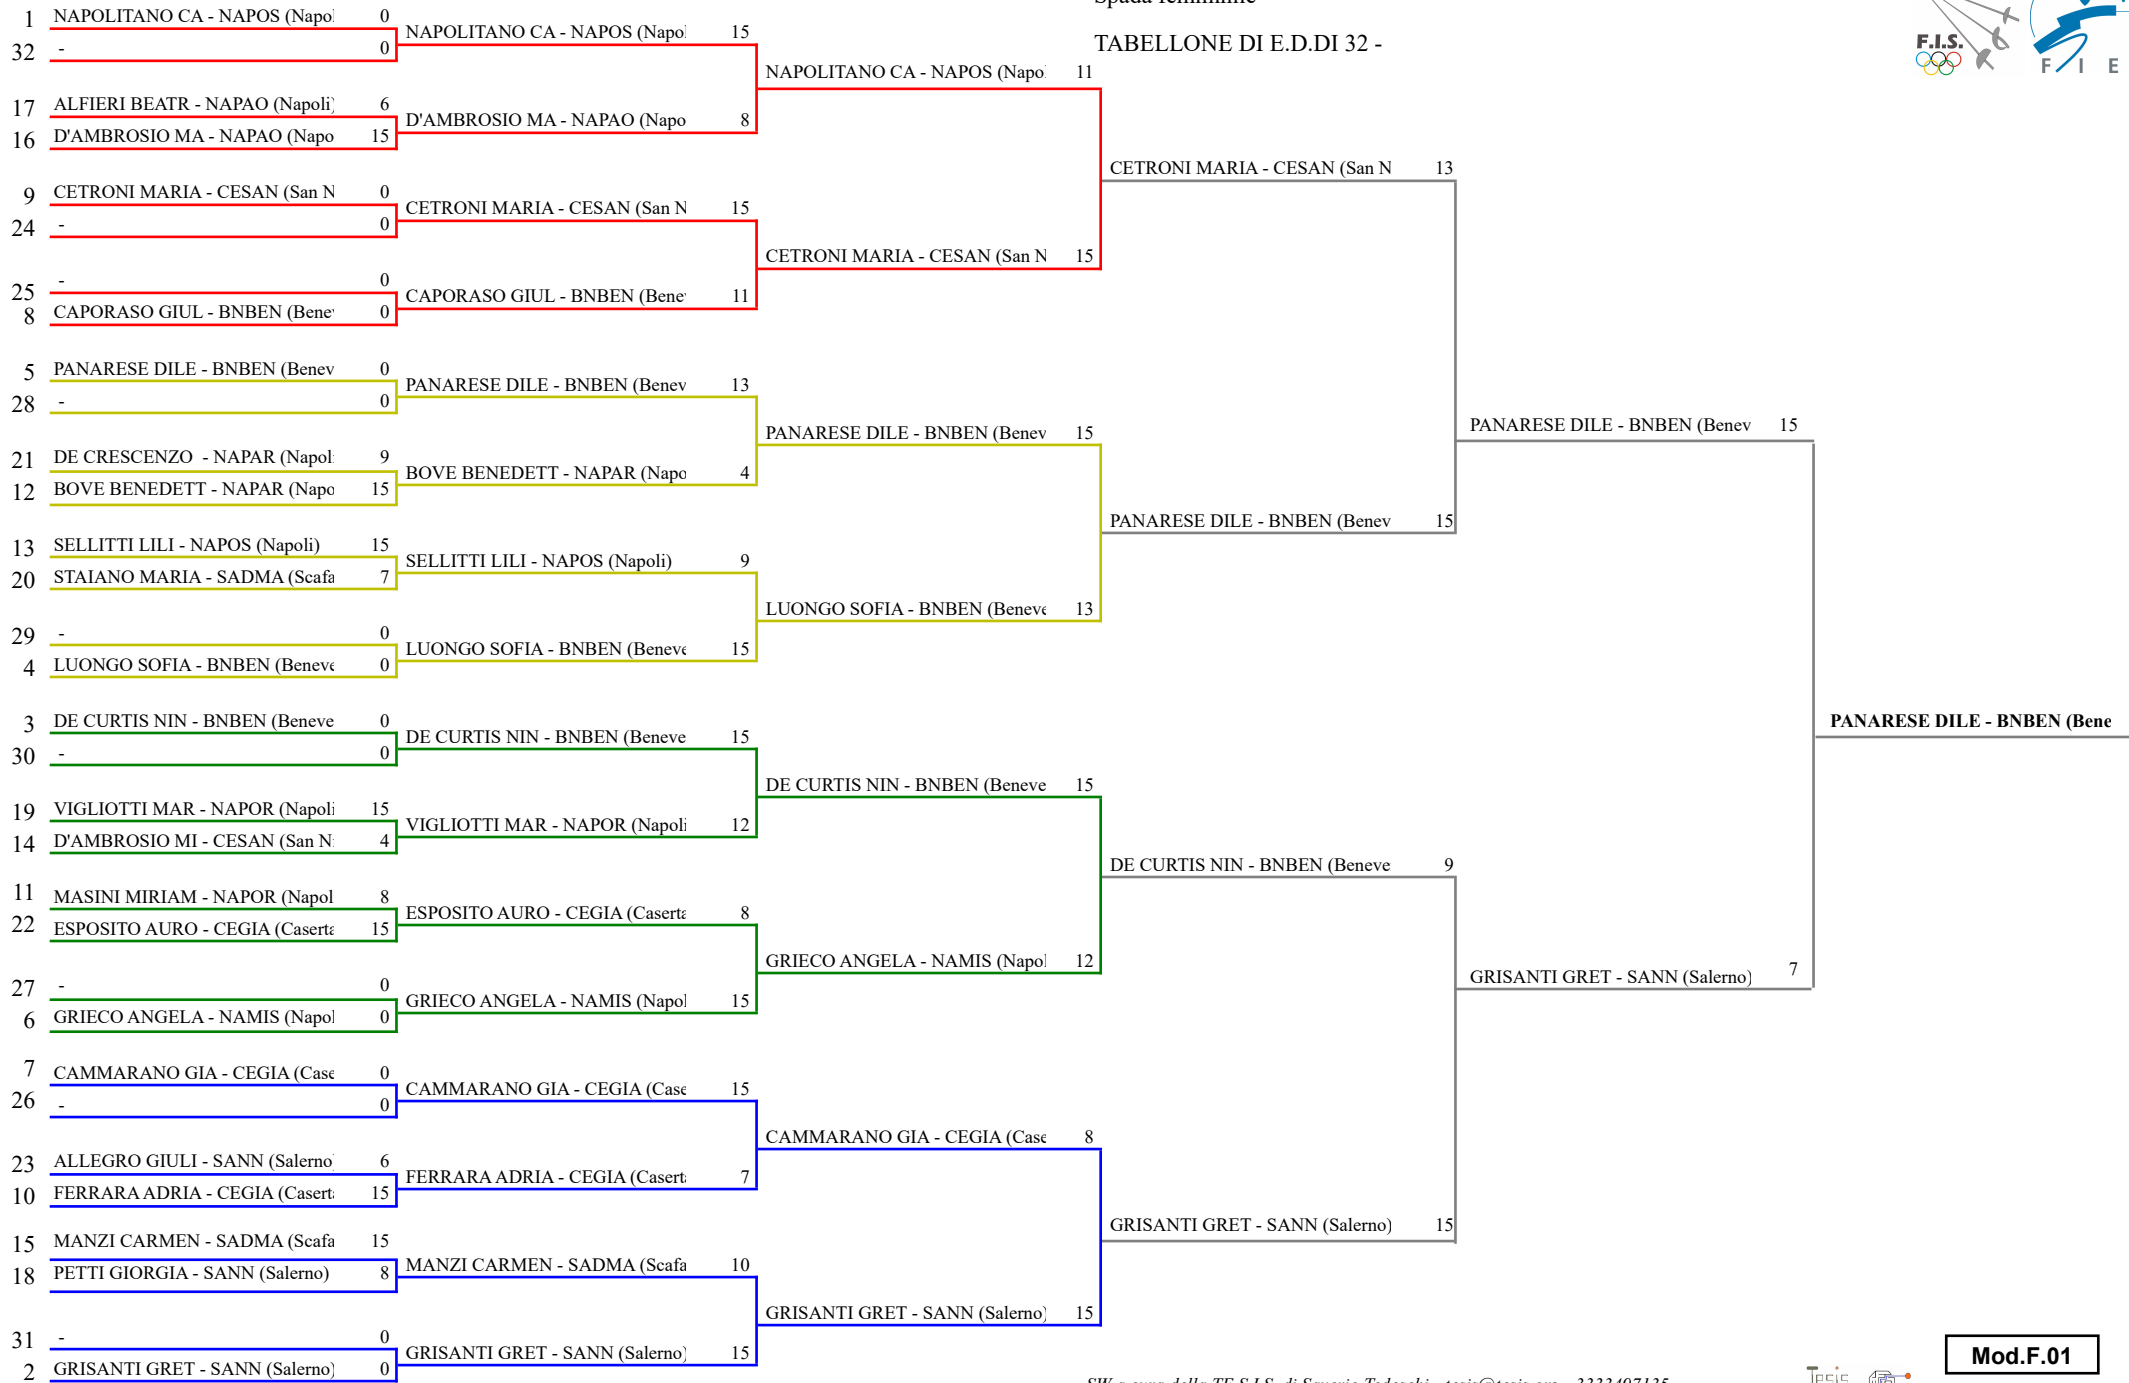 Spada femminile
TABELLONE DI E.D.DI 32 -
F.I.S.
F I E
1 NAPOLITANO CA - NAPOS (Napol 0
32 - 0
17 ALFIERI BEATR - NAPAO (Napoli) 6
16 D'AMBROSIO MA - NAPAO (Napo 15
9 CETRONI MARIA - CESAN (San N 0
24 - 0
25 - 0
8 CAPORASO GIUL - BNBEN (Bene 0
5 PANARESE DILE - BNBEN (Benev 0
28 - 0
21 DE CRESCENZO - NAPAR (Napol 9
12 BOVE BENEDETT - NAPAR (Napo 15
13 SELLITTI LILI - NAPOS (Napoli) 15
20 STAIANO MARIA - SADMA (Scafa 7
29 - 0
4 LUONGO SOFIA - BNBEN (Beneve 0
3 DE CURTIS NIN - BNBEN (Beneve 0
30 - 0
19 VIGLIOTTI MAR - NAPOR (Napoli 15
14 D'AMBROSIO MI - CESAN (San N 4
11 MASINI MIRIAM - NAPOR (Napol 8
22 ESPOSITO AURO - CEGIA (Caserta 15
27 - 0
6 GRIECO ANGELA - NAMIS (Napol 0
7 CAMMARANO GIA - CEGIA (Case 0
26 - 0
23 ALLEGRO GIULI - SANN (Salerno) 6
10 FERRARA ADRIA - CEGIA (Casert 15
15 MANZI CARMEN - SADMA (Scafa 15
18 PETTI GIORGIA - SANN (Salerno) 8
31 - 0
2 GRISANTI GRET - SANN (Salerno) 0
NAPOLITANO CA - NAPOS (Napol 15
D'AMBROSIO MA - NAPAO (Napo 8
CETRONI MARIA - CESAN (San N 15
CAPORASO GIUL - BNBEN (Bene 11
PANARESE DILE - BNBEN (Benev 13
BOVE BENEDETT - NAPAR (Napo 4
SELLITTI LILI - NAPOS (Napoli) 9
LUONGO SOFIA - BNBEN (Beneve 15
DE CURTIS NIN - BNBEN (Beneve 15
VIGLIOTTI MAR - NAPOR (Napoli 12
ESPOSITO AURO - CEGIA (Caserta 8
GRIECO ANGELA - NAMIS (Napol 15
CAMMARANO GIA - CEGIA (Case 15
FERRARA ADRIA - CEGIA (Casert 7
MANZI CARMEN - SADMA (Scafa 10
GRISANTI GRET - SANN (Salerno) 15
NAPOLITANO CA - NAPOS (Napol 11
CETRONI MARIA - CESAN (San N 15
PANARESE DILE - BNBEN (Benev 15
LUONGO SOFIA - BNBEN (Beneve 13
DE CURTIS NIN - BNBEN (Beneve 15
GRIECO ANGELA - NAMIS (Napol 12
CAMMARANO GIA - CEGIA (Case 8
GRISANTI GRET - SANN (Salerno) 15
CETRONI MARIA - CESAN (San N 13
PANARESE DILE - BNBEN (Benev 15
DE CURTIS NIN - BNBEN (Beneve 9
GRISANTI GRET - SANN (Salerno) 15
PANARESE DILE - BNBEN (Benev 15
GRISANTI GRET - SANN (Salerno) 7
PANARESE DILE - BNBEN (Bene
Mod.F.01
SW a cura della TE.S.I.S. di Saverio Tedeschi - tesis@tesis.org - 3333407135
Tesis